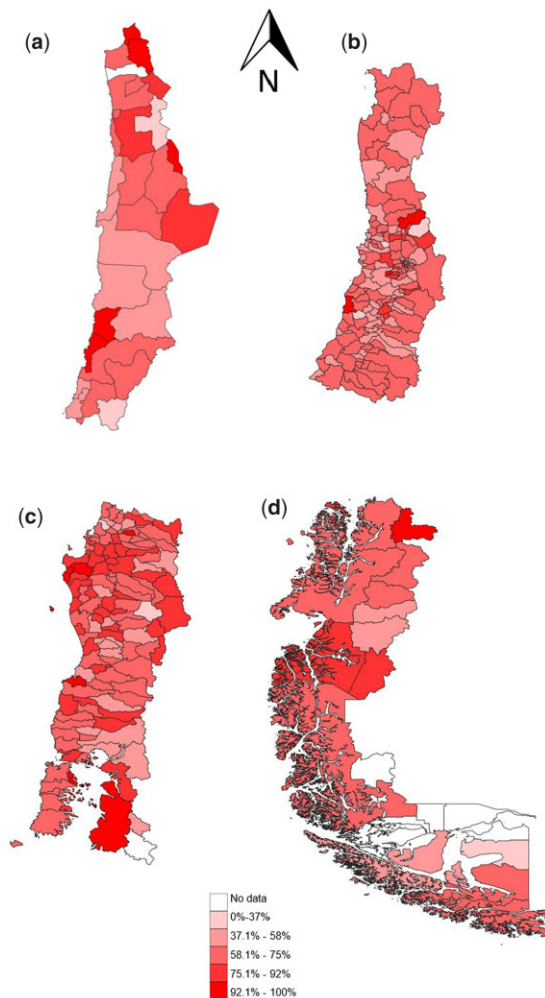 (a)
N
(b)
(c)
(d)
No data
0%-37%
37.1% - 58%
58.1% - 75%
75.1% - 92%
92.1% - 100%